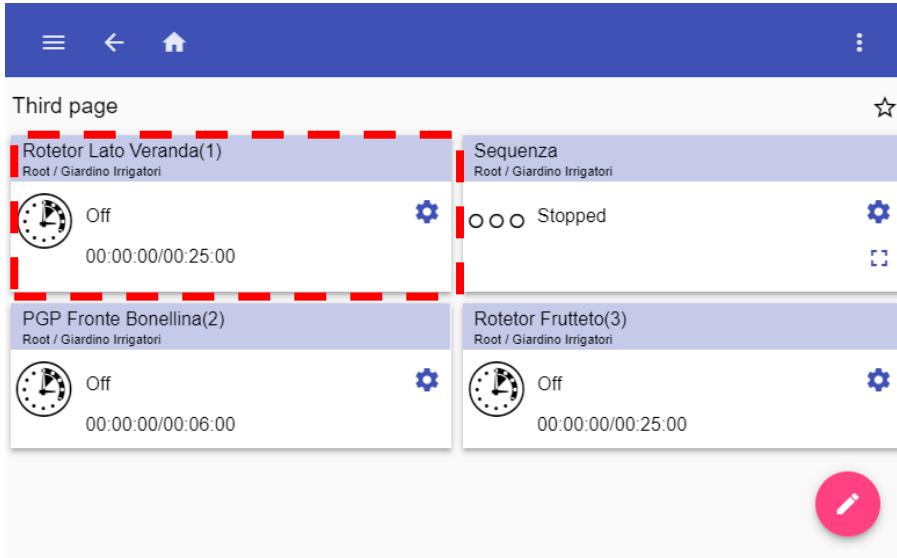 Third page
Rotetor Lato Veranda(1)
Root / Giardino Irrigatori
Off
00:00:00/00:25:00
Sequenza
Root / Giardino Irrigatori
Stopped
PGP Fronte Bonellina(2)
Root / Giardino Irrigatori
Off
00:00:00/00:06:00
Rotetor Frutteto(3)
Root / Giardino Irrigatori
Off
00:00:00/00:25:00